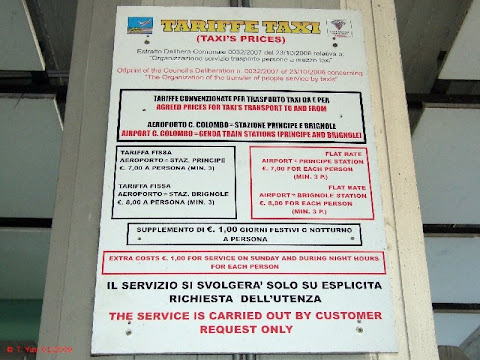 TARIFFE TAXI
(TAXI'S PRICES)
Estratto Delibera Comunale 0032/2007 del 23/10/2006 relativa a:
"Organizzazione servizio trasporto persone a mezzo taxi"
Offprint of the Council's Deliberation n. 0032/2007 of 23/10/2006 concerning
"The Organization of the transfer of people service by taxis"
TARIFFE CONVENZIONATE PER TRASPORTO TAXI DA E PER
AGREED PRICES FOR TAXI'S TRANSPORT TO AND FROM
AEROPORTO C. COLOMBO – STAZIONE PRINCIPE E BRIGNOLE
AIRPORT C. COLOMBO – GENOA TRAIN STATIONS (PRINCIPE AND BRIGNOLE)
TARIFFA FISSA
AEROPORTO - STAZ. PRINCIPE
€. 7,00 A PERSONA (MIN. 3)
TARIFFA FISSA
AEROPORTO - STAZ. BRIGNOLE
€. 8,00 A PERSONA (MIN. 3)
FLAT RATE
AIRPORT - PRINCIPE STATION
€. 7,00 FOR EACH PERSON
(MIN. 3 P.)
FLAT RATE
AIRPORT - BRIGNOLE STATION
€. 8,00 FOR EACH PERSON
(MIN. 3 P.)
SUPPLEMENTO DI €. 1,00 GIORNI FESTIVI O NOTTURNO
A PERSONA
EXTRA COSTS €. 1,00 FOR SERVICE ON SUNDAY AND DURING NIGHT HOURS
FOR EACH PERSON
IL SERVIZIO SI SVOLGERA' SOLO SU ESPLICITA
RICHIESTA DELL'UTENZA
THE SERVICE IS CARRIED OUT BY CUSTOMER
REQUEST ONLY